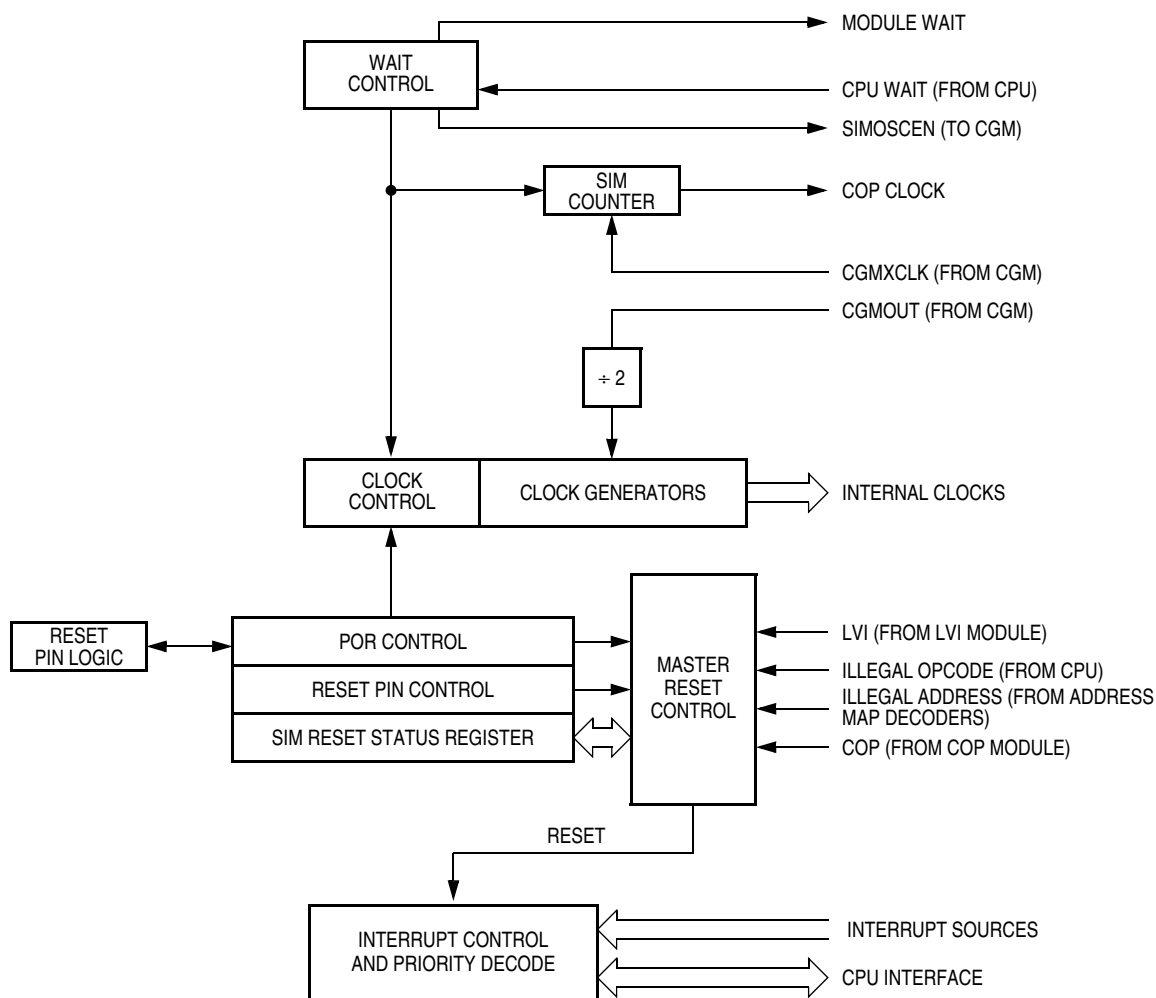 MODULE WAIT
WAIT
CONTROL
CPU WAIT (FROM CPU)
SIMOSCEN (TO CGM)
SIM
COUNTER
COP CLOCK
CGMXCLK (FROM CGM)
CGMOUT (FROM CGM)
÷ 2
CLOCK
CONTROL
CLOCK GENERATORS
INTERNAL CLOCKS
RESET
PIN LOGIC
POR CONTROL
RESET PIN CONTROL
SIM RESET STATUS REGISTER
MASTER
RESET
CONTROL
LVI (FROM LVI MODULE)
ILLEGAL OPCODE (FROM CPU)
ILLEGAL ADDRESS (FROM ADDRESS
MAP DECODERS)
COP (FROM COP MODULE)
RESET
INTERRUPT CONTROL
AND PRIORITY DECODE
INTERRUPT SOURCES
CPU INTERFACE